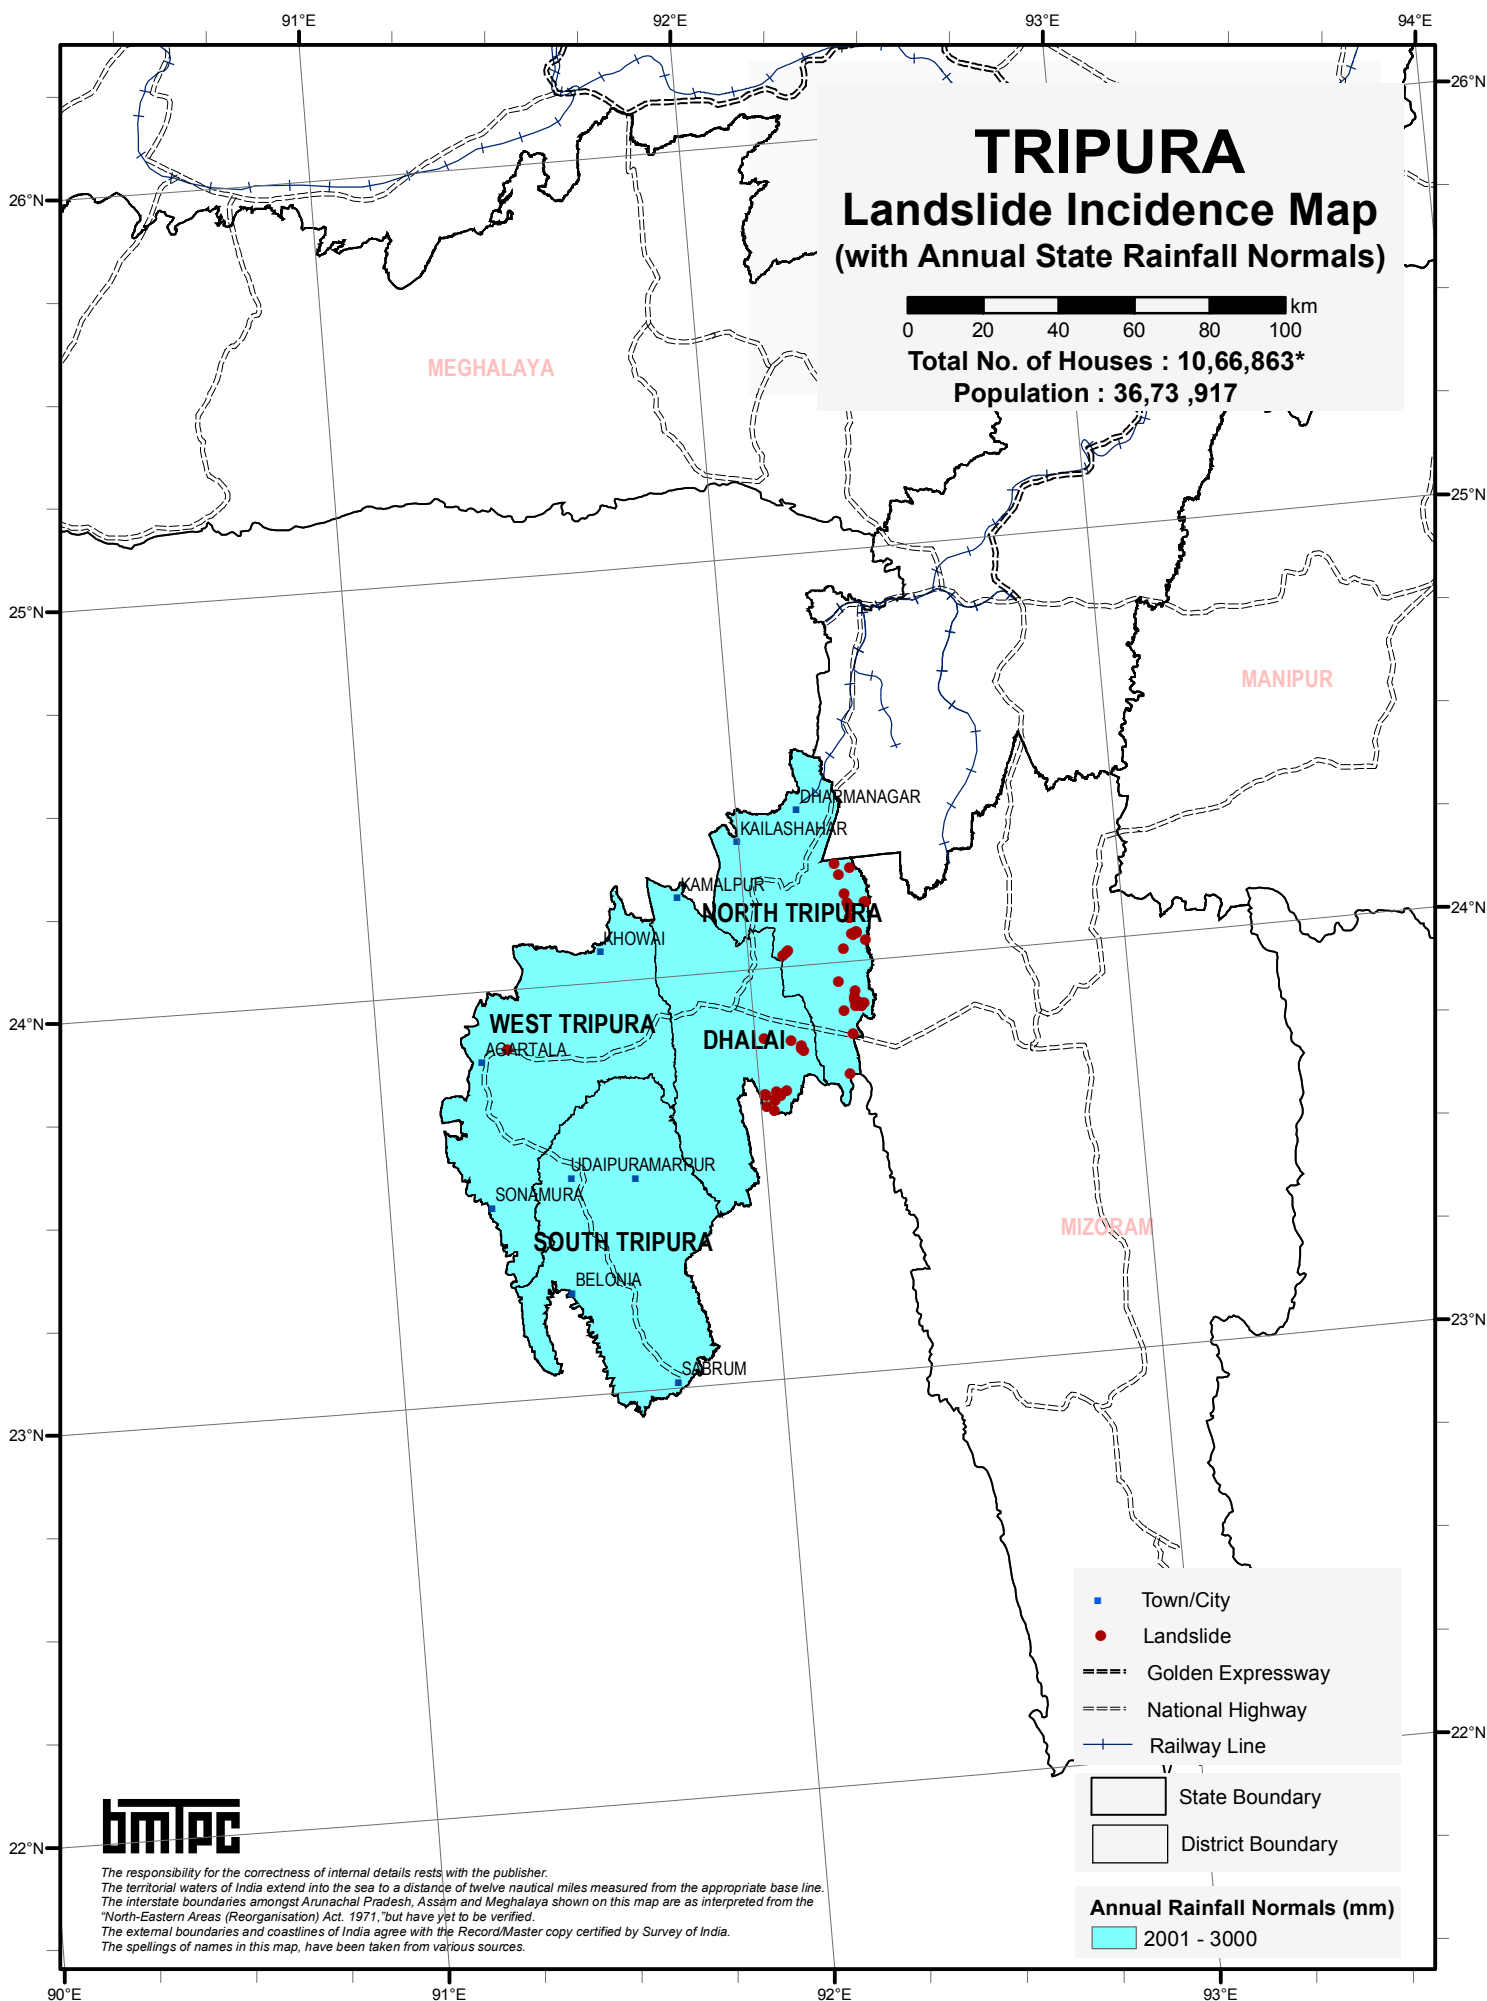 91°E
92°E
93°E
94°E
26°N
26°N
TRIPURA
Landslide Incidence Map
(with Annual State Rainfall Normals)
km
0 20 40 60 80 100
Total No. of Houses : 10,66,863*
Population : 36,73 ,917
MEGHALAYA
25°N
25°N
MANIPUR
DHARMANAGAR
KAILASHAHAR
KAMALPUR
NORTH TRIPURA
24°N
KHOWAI
24°N
WEST TRIPURA
DHALAI
AGARTALA
UDAIPUR
AMARPUR
SONAMURA
MIZORAM
SOUTH TRIPURA
BELONIA
23°N
SABRUM
23°N
Town/City
Landslide
Golden Expressway
National Highway
22°N
Railway Line
State Boundary
District Boundary
22°N
bmTPC
The responsibility for the correctness of internal details rests with the publisher.
The territorial waters of India extend into the sea to a distance of twelve nautical miles measured from the appropriate base line.
The interstate boundaries amongst Arunachal Pradesh, Assam and Meghalaya shown on this map are as interpreted from the
"North-Eastern Areas (Reorganisation) Act. 1971,"but have yet to be verified.
The external boundaries and coastlines of India agree with the Record/Master copy certified by Survey of India.
The spellings of names in this map, have been taken from various sources.
Annual Rainfall Normals (mm)
2001 - 3000
90°E
91°E
92°E
93°E